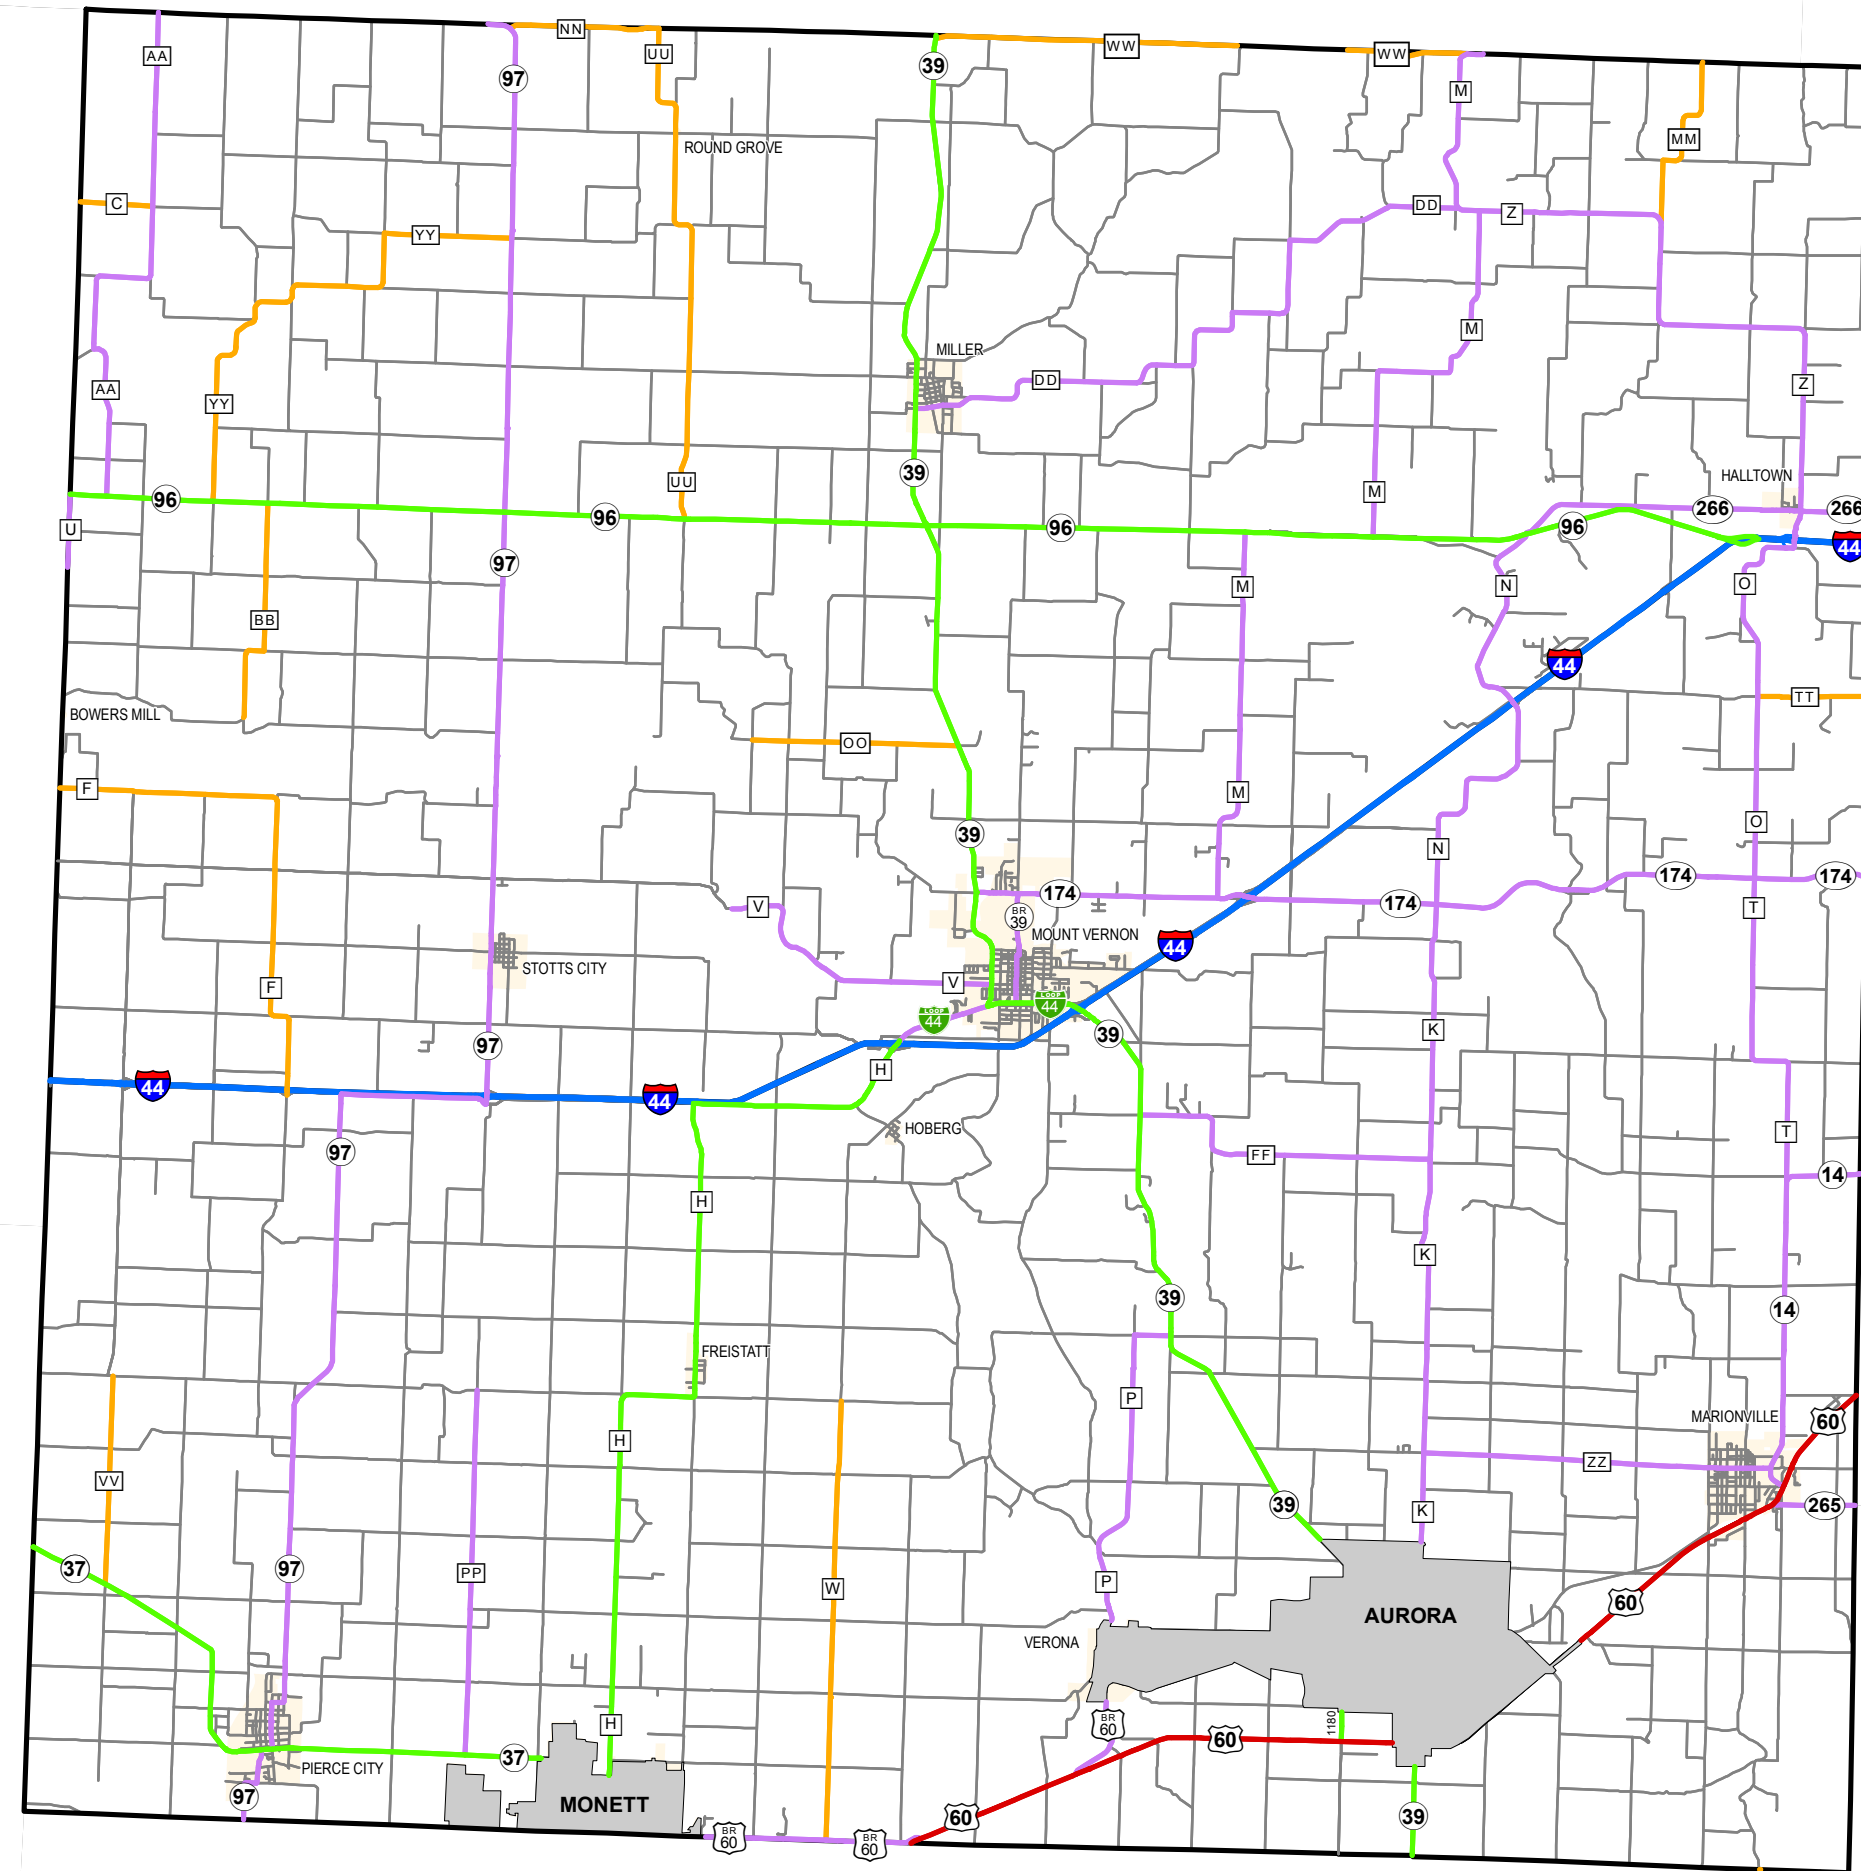 NN
AA
UU
97
39
WW
WW
M
MM
ROUND GROVE
C
YY
DD
Z
M
MILLER
DD
AA
YY
Z
39
UU
M
HALLTOWN
96
96
96
96
266
266
U
97
44
M
N
O
BB
44
BOWERS MILL
TT
OO
F
M
39
O
N
174
174
174
174
V
BR
39
T
MOUNT VERNON
44
STOTTS CITY
V
F
LOOP
44
LOOP
44
39
K
97
H
44
44
HOBERG
T
97
FF
14
H
K
39
14
FREISTATT
P
MARIONVILLE
60
H
ZZ
VV
39
K
265
37
97
PP
P
W
60
AURORA
VERONA
H
BR
60
1180
60
37
PIERCE CITY
97
MONETT
60
39
BR
60
BR
60